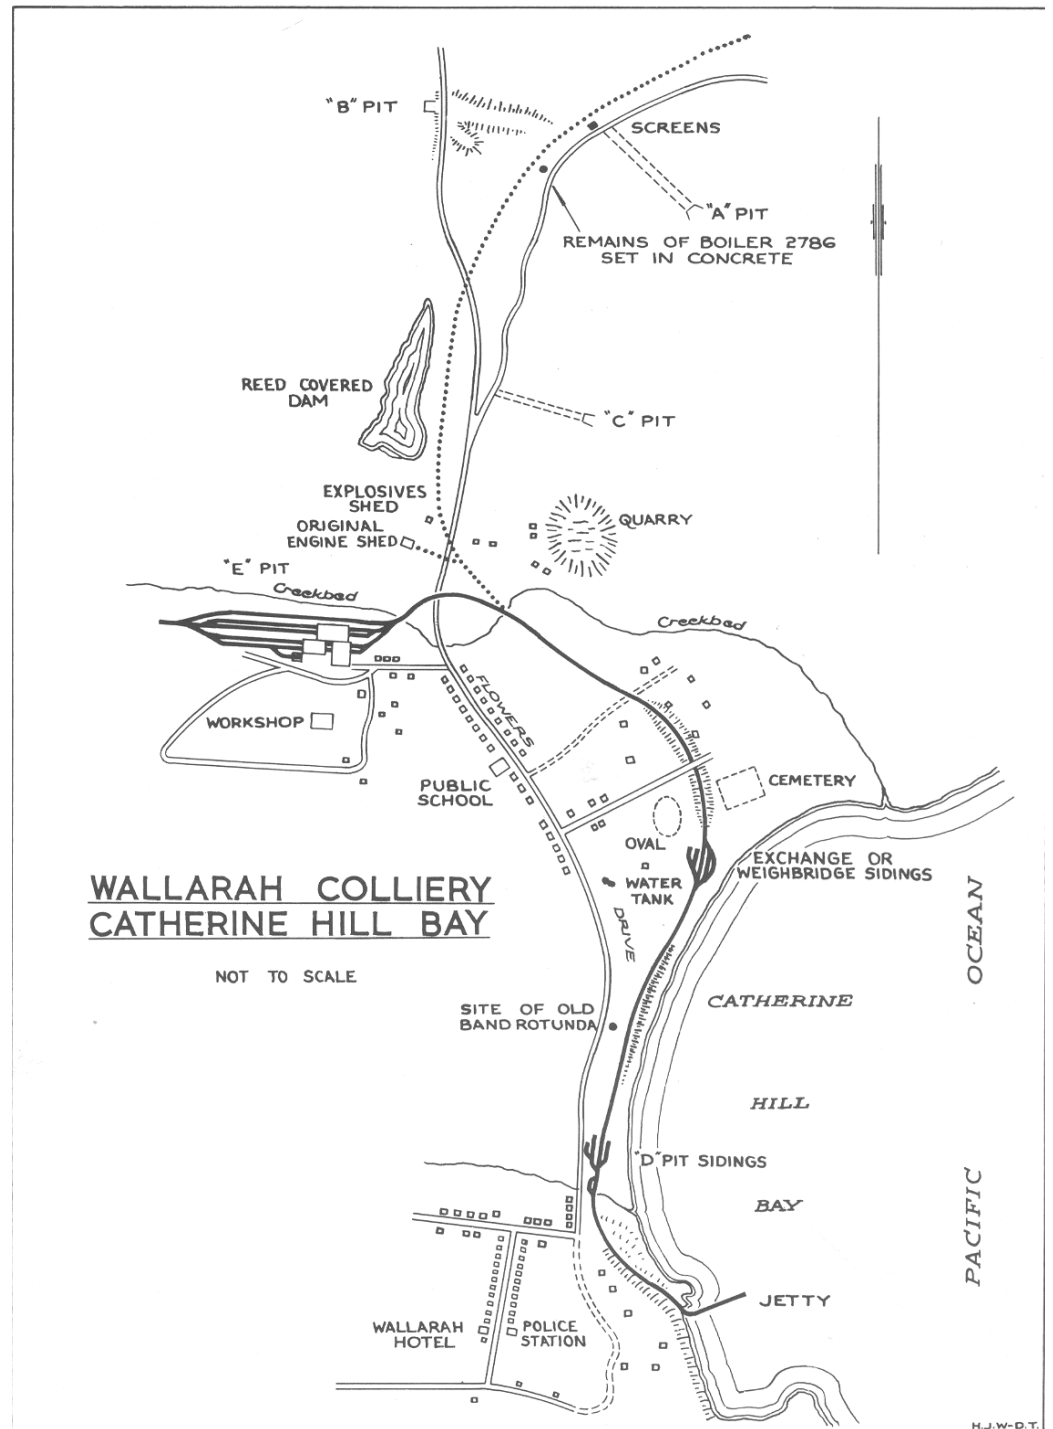 "B" PIT
SCREENS
"A" PIT
REMAINS OF BOILER 2786
SET IN CONCRETE
REED COVERED
DAM
"C" PIT
EXPLOSIVES
SHED
ORIGINAL
ENGINE SHED
QUARRY
"E" PIT
Creekbed
Creekbed
FLOWERS
WORKSHOP
PUBLIC
SCHOOL
CEMETERY
OVAL
EXCHANGE OR
WEIGHBRIDGE SIDINGS
WATER
TANK
WALLARAH COLLIERY
CATHERINE HILL BAY
NOT TO SCALE
DRIVE
OCEAN
CATHERINE
SITE OF OLD
BAND ROTUNDA
HILL
"D" PIT SIDINGS
BAY
PACIFIC
JETTY
WALLARAH
HOTEL
POLICE
STATION
H.J.W-D.T.